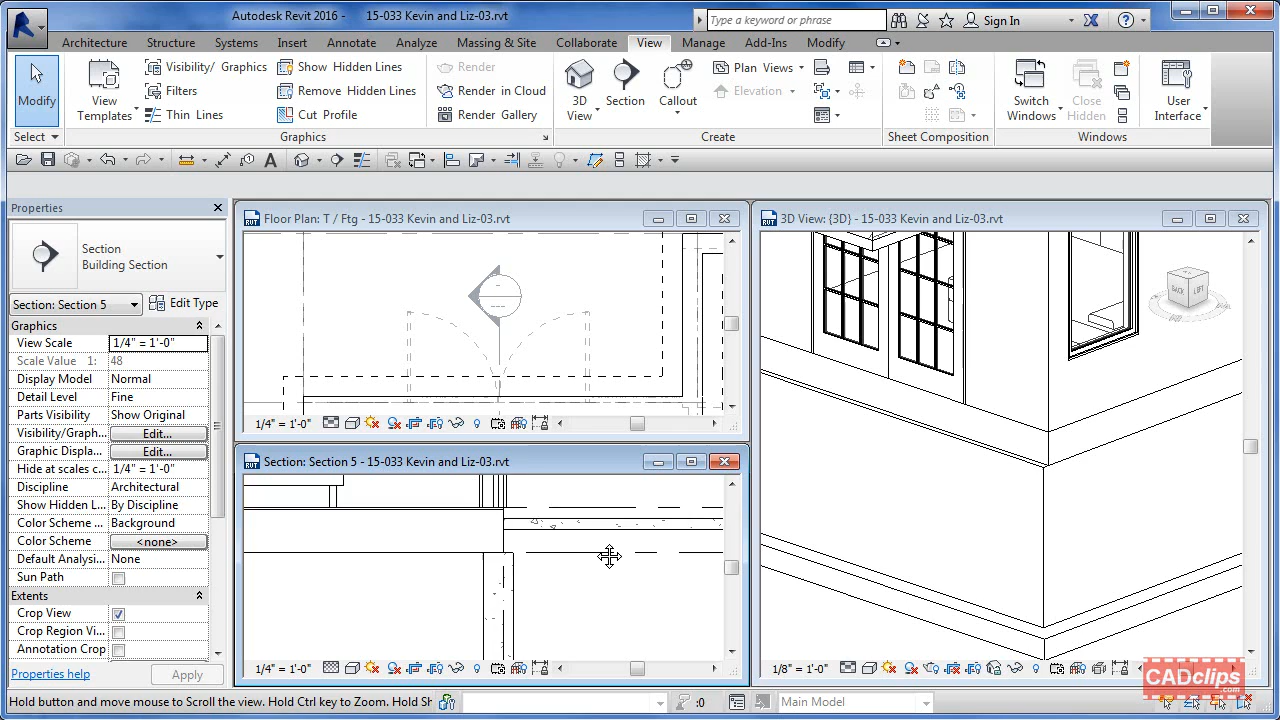 Autodesk Revit 2016 - 15-033 Kevin and Liz-03.rvt
Type a keyword or phrase
Sign In
Architecture Structure Systems Insert Annotate Analyze Massing & Site Collaborate View Manage Add-Ins Modify
Modify
View
Templates
Visibility/ Graphics
Filters
Thin Lines
Show Hidden Lines
Remove Hidden Lines
Cut Profile
Render
Render in Cloud
Render Gallery
3D
View
Section
Callout
Plan Views
Elevation
Switch
Windows
Close
Hidden
User
Interface
Select
Graphics
Create
Sheet Composition
Windows
Properties
Section
Building Section
Section: Section 5
Edit Type
Graphics
View Scale 1/4" = 1'-0"
Scale Value 1: 48
Display Model Normal
Detail Level Fine
Parts Visibility Show Original
Visibility/Graph... Edit...
Graphic Displa... Edit...
Hide at scales c... 1/4" = 1'-0"
Discipline Architectural
Show Hidden L... By Discipline
Color Scheme ... Background
Color Scheme <none>
Default Analysi... None
Sun Path
Extents
Crop View
Crop Region Vi...
Annotation Crop
Properties help
Apply
Floor Plan: T / Ftg - 15-033 Kevin and Liz-03.rvt
1/4" = 1'-0"
Section: Section 5 - 15-033 Kevin and Liz-03.rvt
1/4" = 1'-0"
3D View: {3D} - 15-033 Kevin and Liz-03.rvt
BACK
LEFT
1/8" = 1'-0"
CADclips
.com
Hold button and move mouse to Scroll the view. Hold Ctrl key to Zoom. Hold Sh
:0
Main Model